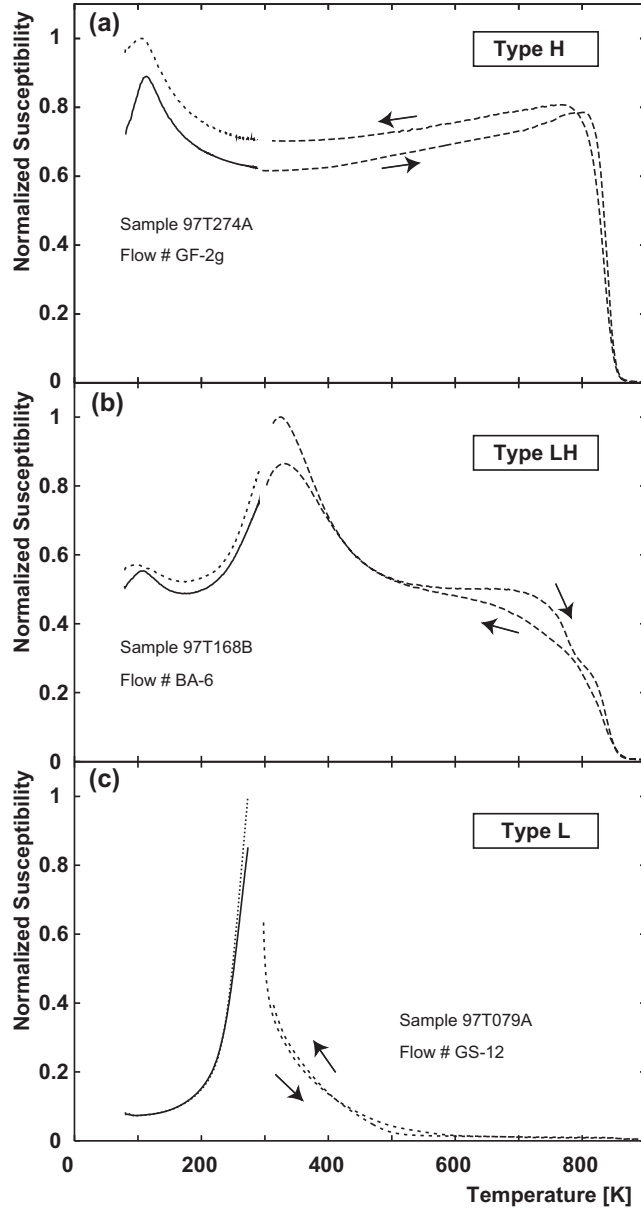 (a)
Type H
Normalized Susceptibility
1
0.8
0.6
0.4
0.2
0
Sample 97T274A
Flow # GF-2g
(b)
Type LH
Normalized Susceptibility
1
0.8
0.6
0.4
0.2
0
Sample 97T168B
Flow # BA-6
(c)
Type L
Normalized Susceptibility
1
0.8
0.6
0.4
0.2
0
Sample 97T079A
Flow # GS-12
0 200 400 600 800
Temperature [K]